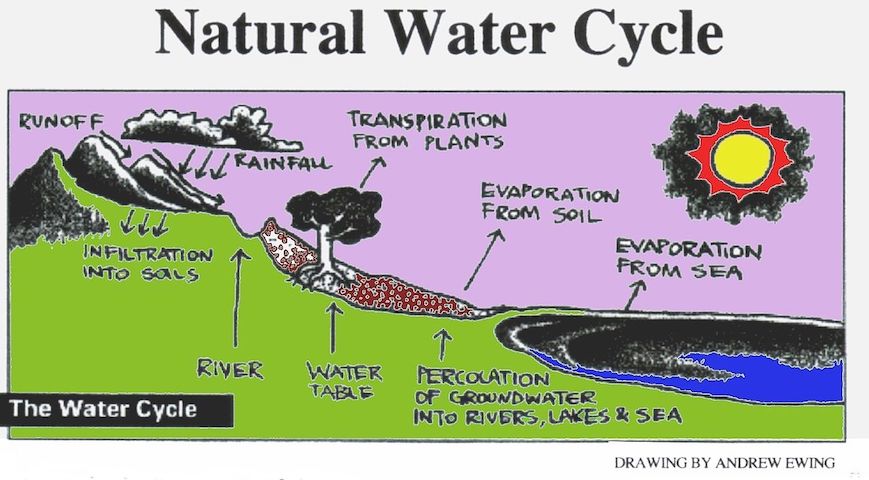 Natural Water Cycle
RUNOFF
RAINFALL
TRANSPIRATION
FROM PLANTS
EVAPORATION
FROM SOIL
EVAPORATION
FROM SEA
INFILTRATION
INTO SOILS
RIVER
WATER
TABLE
PERCOLATION
OF GROUNDWATER
INTO RIVERS, LAKES & SEA
The Water Cycle
DRAWING BY ANDREW EWING